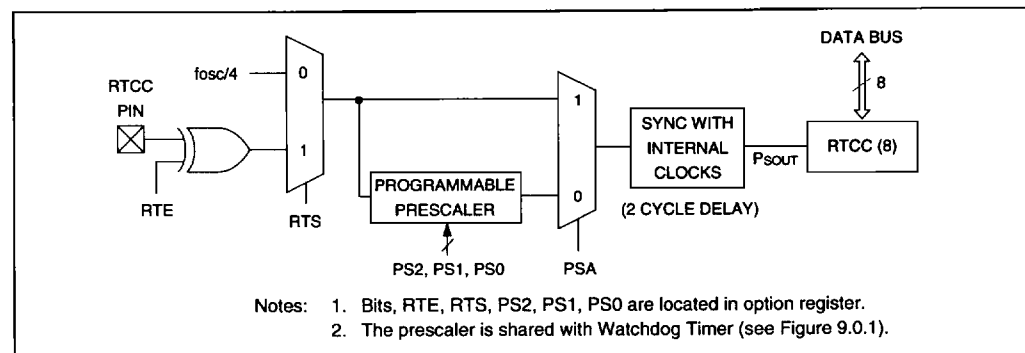 DATA BUS
8
RTCC
PIN
fosc/4
0
1
RTE
RTS
PROGRAMMABLE
PRESCALER
PS2, PS1, PS0
1
0
PSA
SYNC WITH
INTERNAL
CLOCKS
(2 CYCLE DELAY)
PSOUT
RTCC (8)
Notes: 1. Bits, RTE, RTS, PS2, PS1, PS0 are located in option register.
2. The prescaler is shared with Watchdog Timer (see Figure 9.0.1).